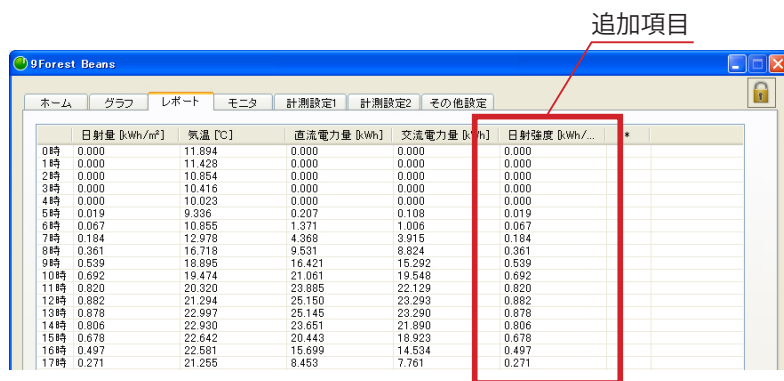 追加項目
9Forest Beans
ホーム グラフ レポート モニタ 計測設定1 計測設定2 その他設定
日射量 [kWh/㎡] 気温 [℃] 直流電力量 [kWh] 交流電力量 [kWh] 日射強度 [kWh/... *
0時 0.000 11.894 0.000 0.000 0.000
1時 0.000 11.428 0.000 0.000 0.000
2時 0.000 10.854 0.000 0.000 0.000
3時 0.000 10.416 0.000 0.000 0.000
4時 0.000 10.023 0.000 0.000 0.000
5時 0.019 9.336 0.207 0.108 0.019
6時 0.067 10.855 1.371 1.006 0.067
7時 0.184 12.978 4.368 3.915 0.184
8時 0.361 16.718 9.531 8.824 0.361
9時 0.539 18.895 16.421 15.292 0.539
10時 0.692 19.474 21.061 19.548 0.692
11時 0.820 20.320 23.885 22.129 0.820
12時 0.882 21.294 25.150 23.293 0.882
13時 0.878 22.997 25.145 23.290 0.878
14時 0.806 22.930 23.651 21.890 0.806
15時 0.678 22.642 20.443 18.923 0.678
16時 0.497 22.581 15.699 14.534 0.497
17時 0.271 21.255 8.453 7.761 0.271